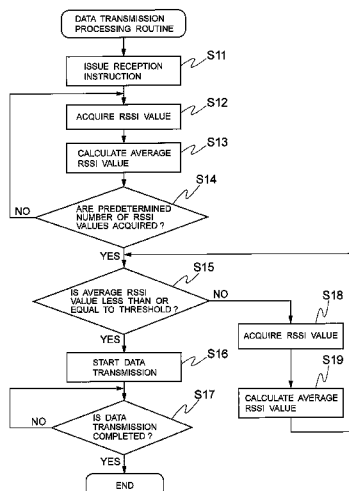 DATA TRANSMISSION
PROCESSING ROUTINE
S11
ISSUE RECEPTION
INSTRUCTION
S12
ACQUIRE RSSI VALUE
S13
CALCULATE AVERAGE
RSSI VALUE
S14
ARE PREDETERMINED
NUMBER OF RSSI
VALUES ACQUIRED ?
NO
YES
S15
IS AVERAGE RSSI
VALUE LESS THAN OR
EQUAL TO THRESHOLD ?
NO
YES
S18
ACQUIRE RSSI VALUE
S19
CALCULATE AVERAGE
RSSI VALUE
S16
START DATA
TRANSMISSION
S17
IS DATA
TRANSMISSION
COMPLETED ?
NO
YES
END